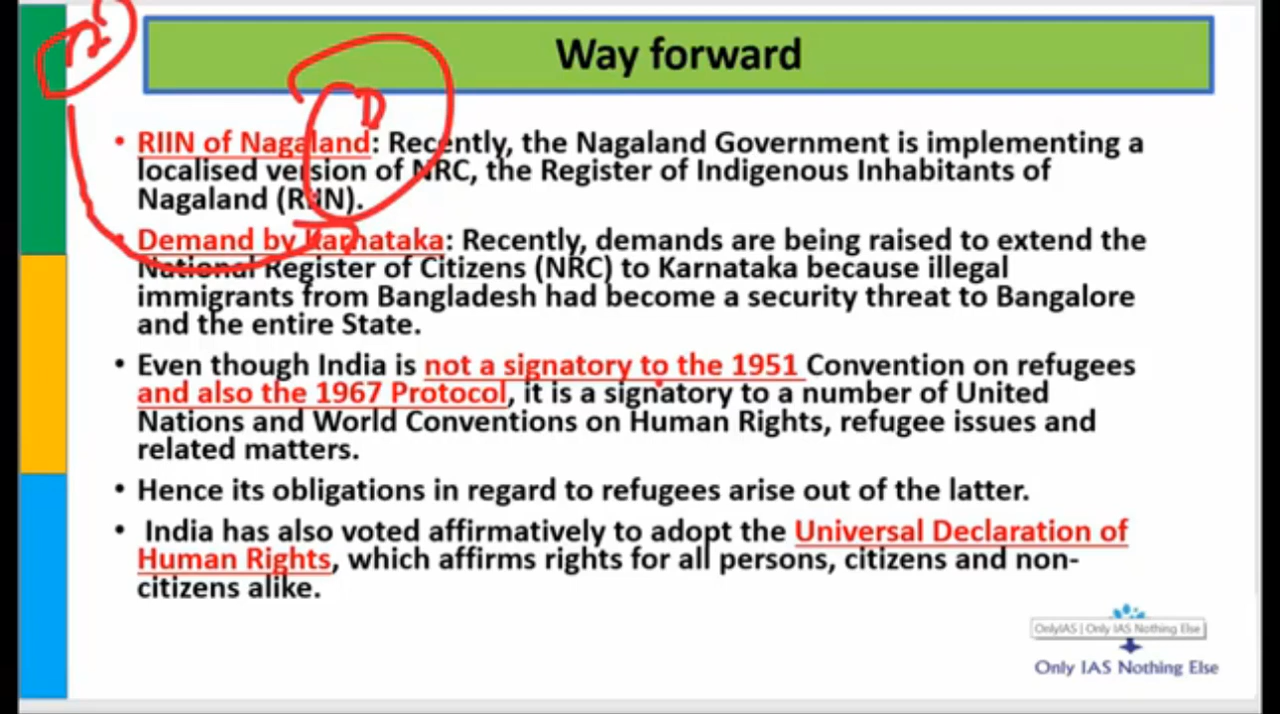 Way forward
• RIIN of Nagaland: Recently, the Nagaland Government is implementing a
localised version of NRC, the Register of Indigenous Inhabitants of
Nagaland (RIIN).
• Demand by Karnataka: Recently, demands are being raised to extend the
National Register of Citizens (NRC) to Karnataka because illegal
immigrants from Bangladesh had become a security threat to Bangalore
and the entire State.
• Even though India is not a signatory to the 1951 Convention on refugees
and also the 1967 Protocol, it is a signatory to a number of United
Nations and World Conventions on Human Rights, refugee issues and
related matters.
• Hence its obligations in regard to refugees arise out of the latter.
• India has also voted affirmatively to adopt the Universal Declaration of
Human Rights, which affirms rights for all persons, citizens and non-
citizens alike.
OnlyIAS | Only IAS Nothing Else |
Only IAS Nothing Else